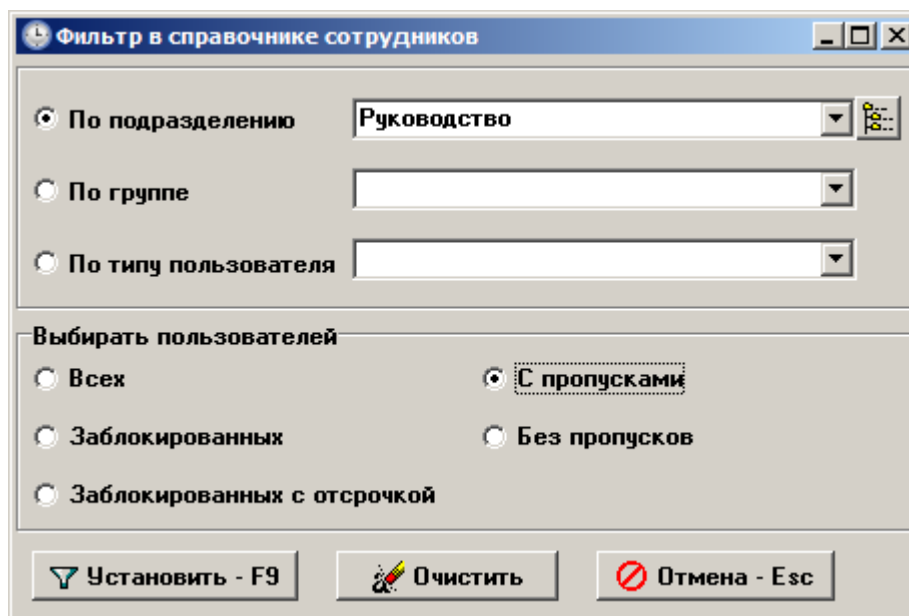 Фильтр в справочнике сотрудников
По подразделению Руководство
По группе
По типу пользователя
Выбирать пользователей
Всех С пропусками
Заблокированных Без пропусков
Заблокированных с отсрочкой
Установить - F9 Очистить Отмена - Esc